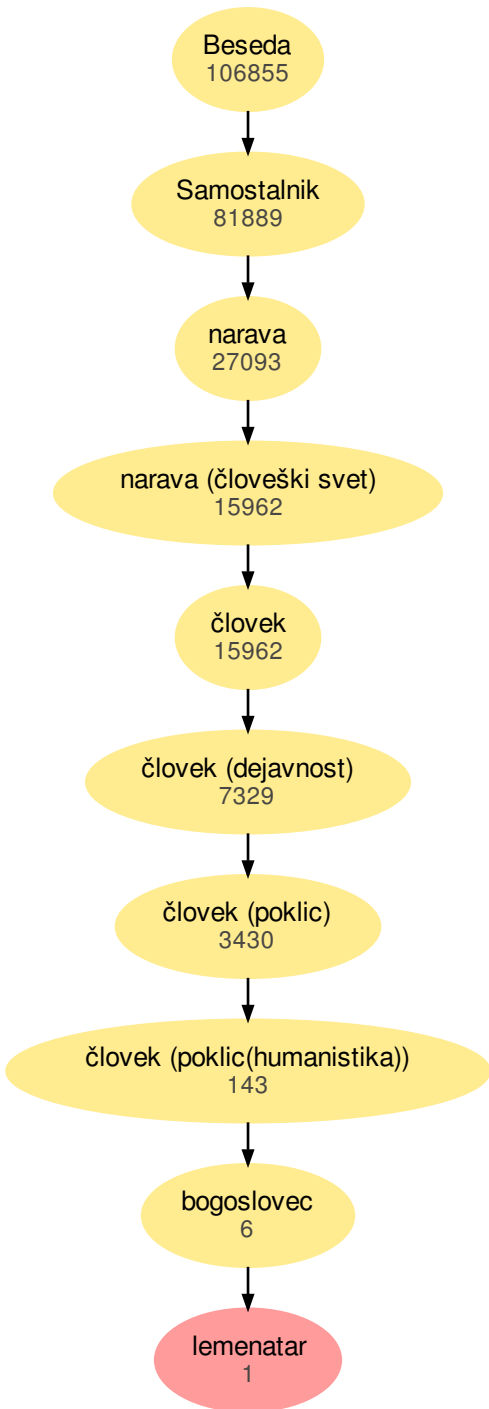 Beseda
106855
Samostalnik
81889
narava
27093
narava (človeški svet)
15962
človek
15962
človek (dejavnost)
7329
človek (poklic)
3430
človek (poklic(humanistika))
143
bogoslovec
6
lemenatar
1